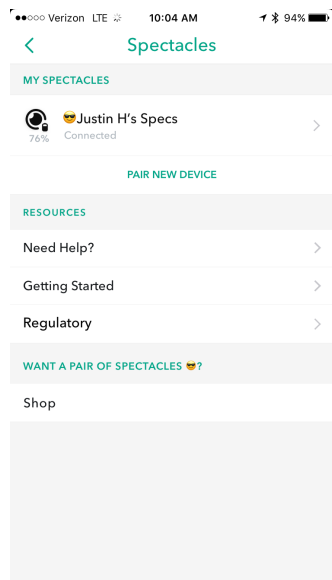 Verizon LTE 10:04 AM 94%
Spectacles
MY SPECTACLES
😎Justin H's Specs
76% Connected
PAIR NEW DEVICE
RESOURCES
Need Help?
Getting Started
Regulatory
WANT A PAIR OF SPECTACLES 😎?
Shop